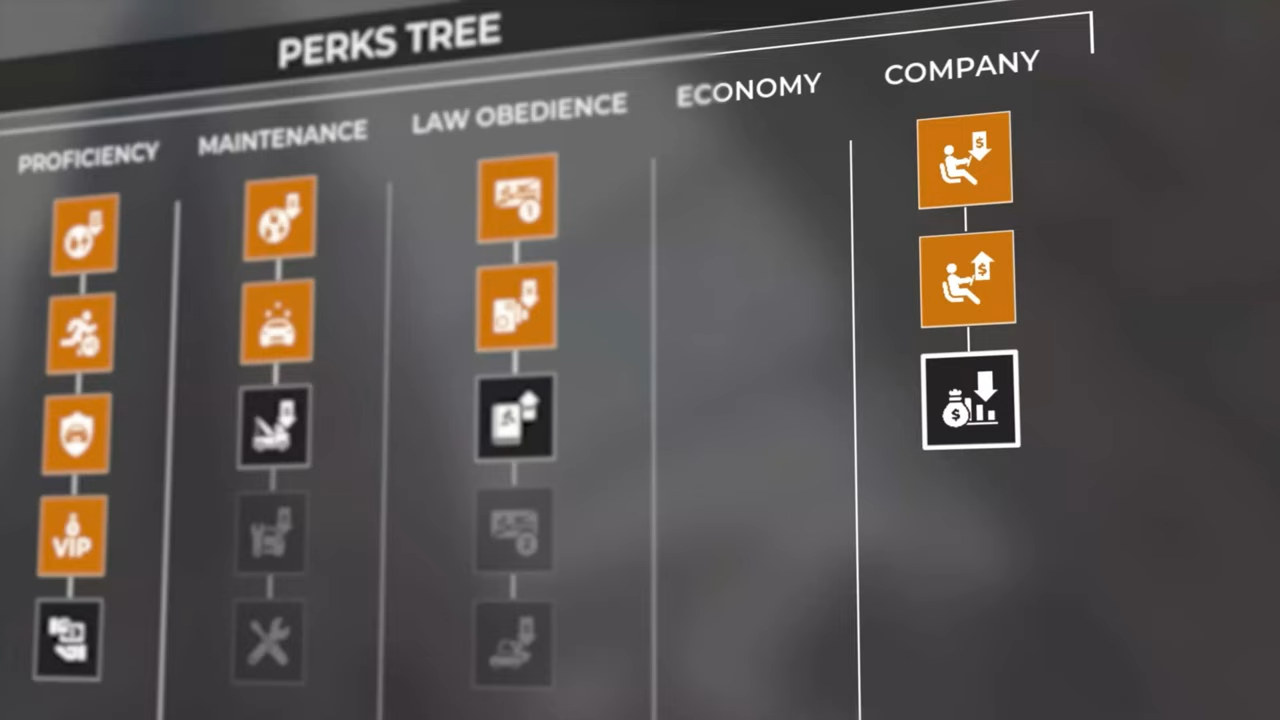 PERKS TREE
PROFICIENCY
MAINTENANCE
LAW OBEDIENCE
ECONOMY
COMPANY
$
$
$
VIP